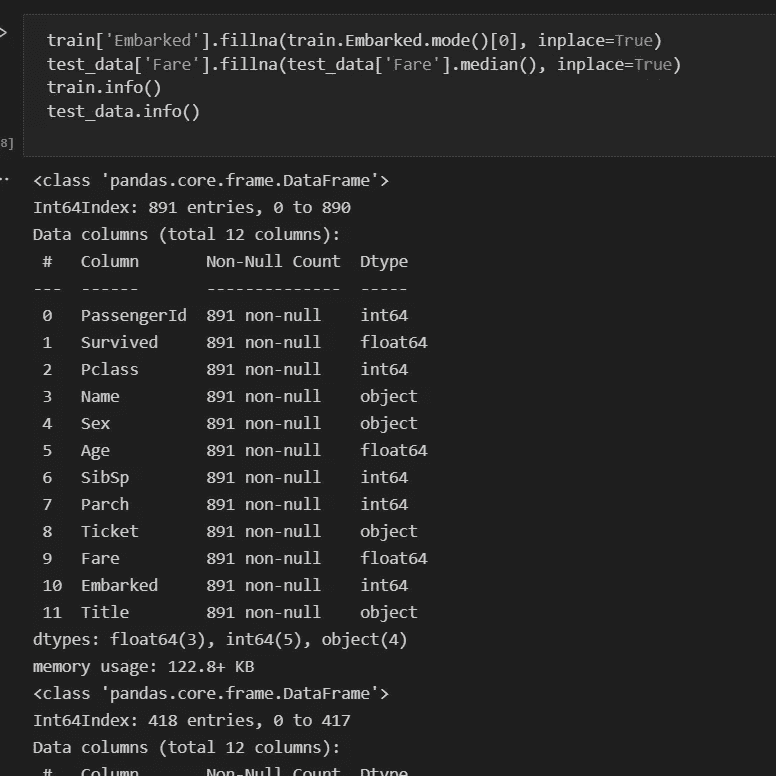 train['Embarked'].fillna(train.Embarked.mode()[0], inplace=True)
test_data['Fare'].fillna(test_data['Fare'].median(), inplace=True)
train.info()
test_data.info()
8]
<class 'pandas.core.frame.DataFrame'>
Int64Index: 891 entries, 0 to 890
Data columns (total 12 columns):
 #   Column       Non-Null Count  Dtype
---  ------       --------------  -----
 0   PassengerId  891 non-null    int64
 1   Survived     891 non-null    float64
 2   Pclass       891 non-null    int64
 3   Name         891 non-null    object
 4   Sex          891 non-null    object
 5   Age          891 non-null    float64
 6   SibSp        891 non-null    int64
 7   Parch        891 non-null    int64
 8   Ticket       891 non-null    object
 9   Fare         891 non-null    float64
 10  Embarked     891 non-null    int64
 11  Title        891 non-null    object
dtypes: float64(3), int64(5), object(4)
memory usage: 122.8+ KB
<class 'pandas.core.frame.DataFrame'>
Int64Index: 418 entries, 0 to 417
Data columns (total 12 columns):
 #   Column       Non-Null Count  Dtype